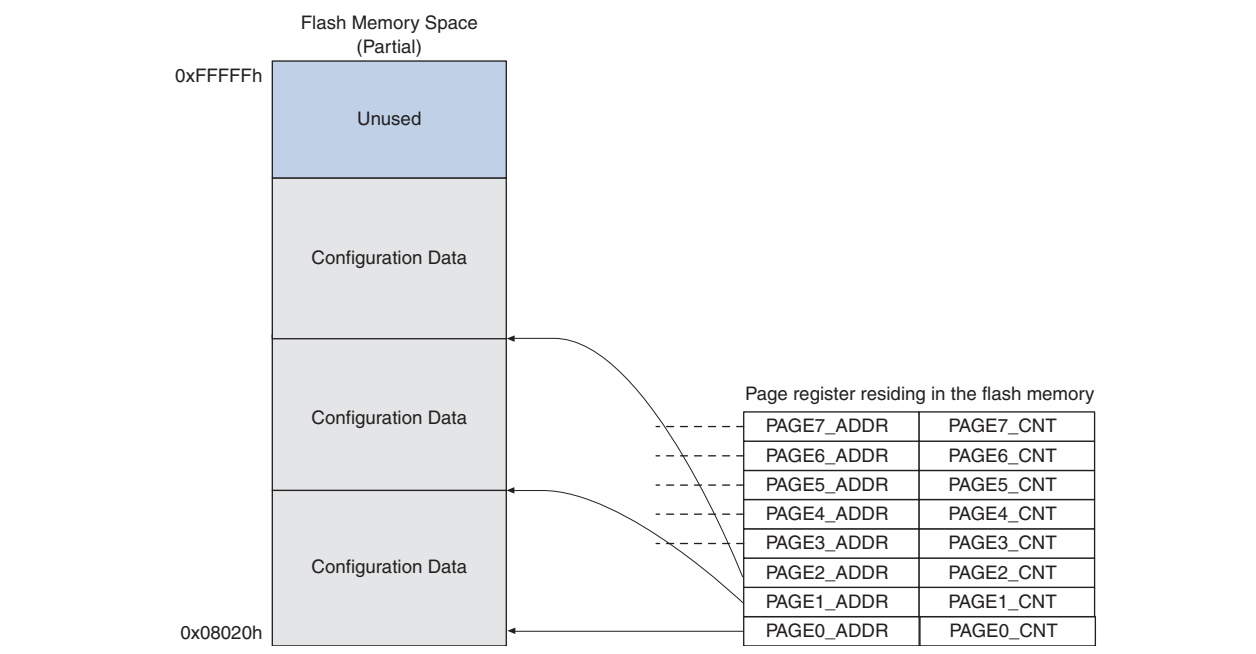 Flash Memory Space
(Partial)
0xFFFFFh
Unused
Configuration Data
Configuration Data
Configuration Data
0x08020h
Page register residing in the flash memory
PAGE7_ADDR PAGE7_CNT
PAGE6_ADDR PAGE6_CNT
PAGE5_ADDR PAGE5_CNT
PAGE4_ADDR PAGE4_CNT
PAGE3_ADDR PAGE3_CNT
PAGE2_ADDR PAGE2_CNT
PAGE1_ADDR PAGE1_CNT
PAGE0_ADDR PAGE0_CNT